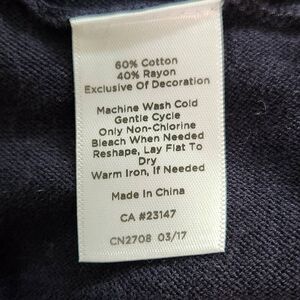 60% Cotton
40% Rayon
Exclusive Of Decoration
Machine Wash Cold
Gentle Cycle
Only Non-Chlorine
Bleach When Needed
Reshape, Lay Flat To
Dry
Warm Iron, If Needed
Made In China
CA #23147
CN2708 03/17